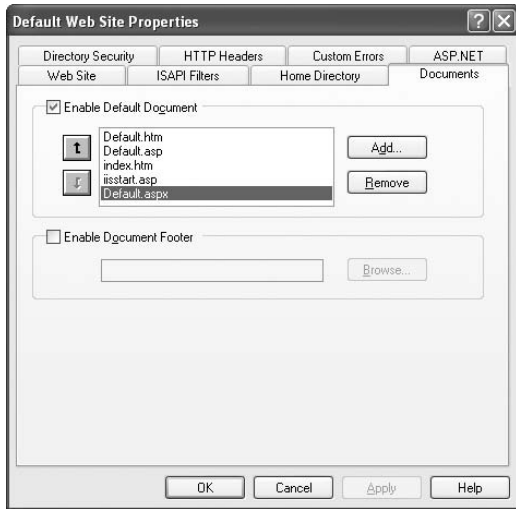 Default Web Site Properties
Directory Security HTTP Headers Custom Errors ASP.NET
Web Site ISAPI Filters Home Directory Documents
Enable Default Document
Default.htm
Default.asp
index.htm
iisstart.asp
Default.aspx
Add...
Remove
Enable Document Footer
Browse...
OK Cancel Apply Help